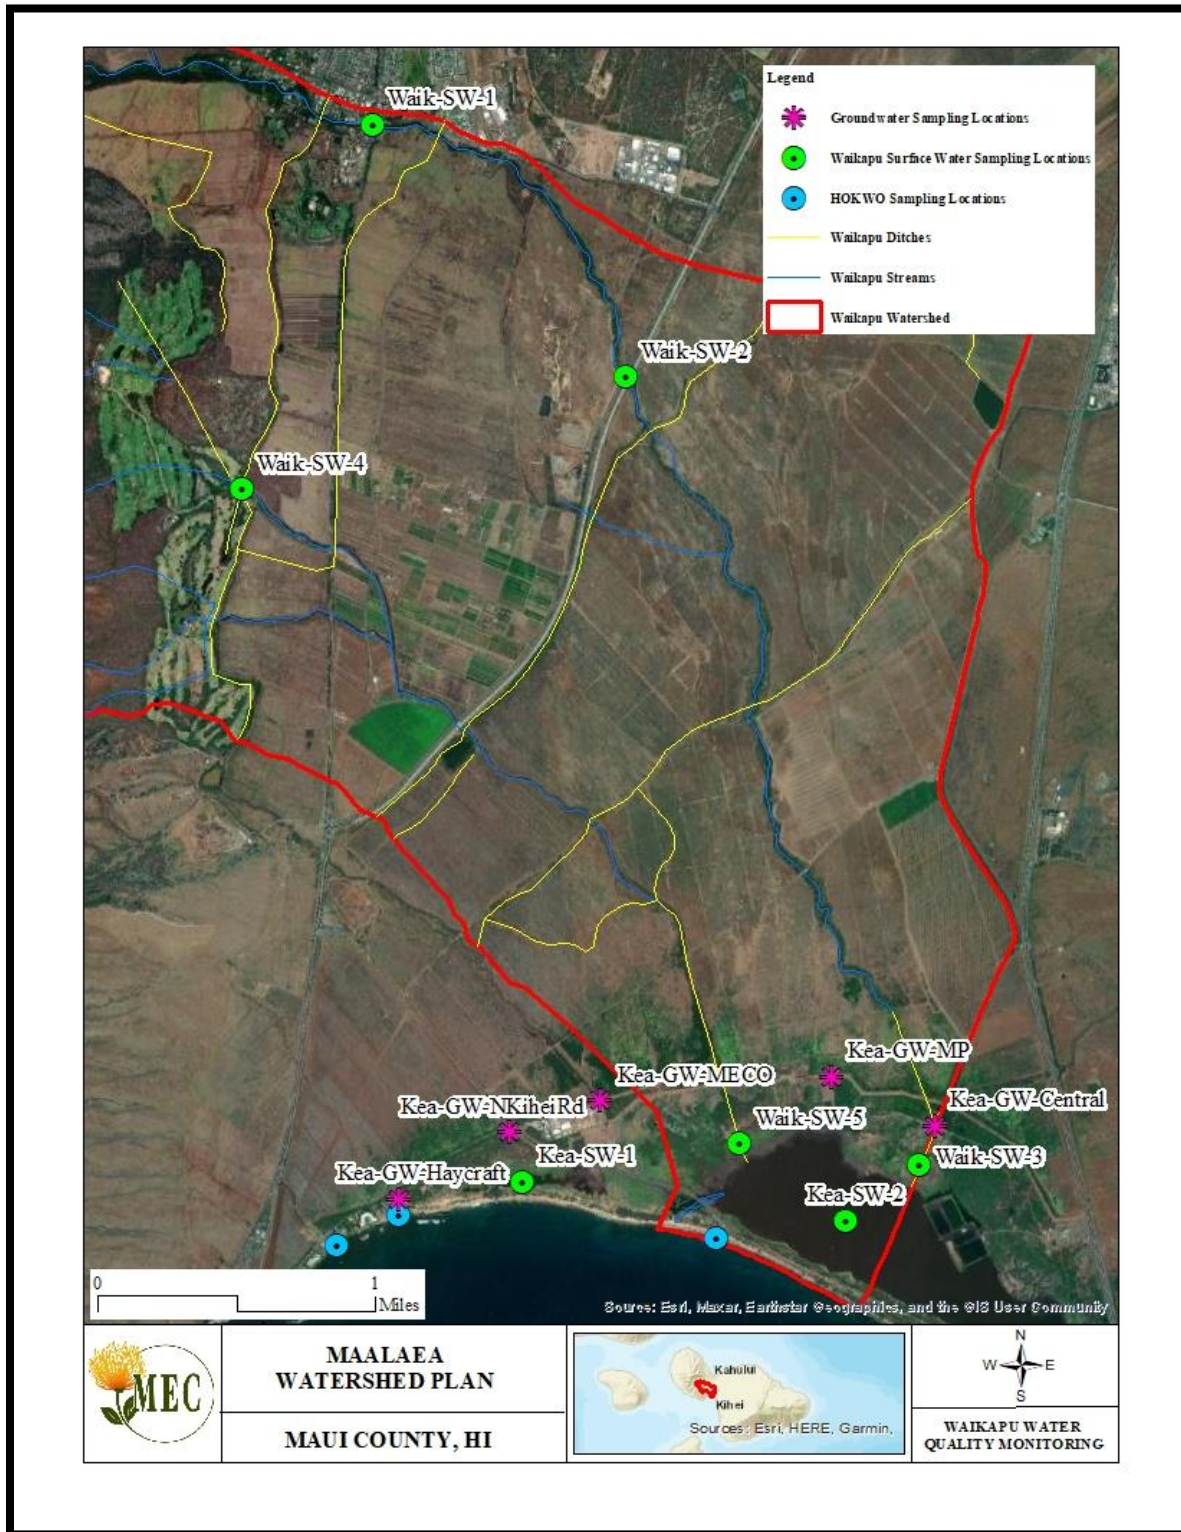 Legend
Groundwater Sampling Locations
Waikapu Surface Water Sampling Locations
HOKWO Sampling Locations
Waikapu Ditches
Waikapu Streams
Waikapu Watershed
Waik-SW-1
Waik-SW-2
Waik-SW-4
Kea-GW-MP
Kea-GW-MECO
Kea-GW-Central
Kea-GW-NKiheiRd
Waik-SW-5
Kea-SW-1
Waik-SW-3
Kea-GW-Haycraft
Kea-SW-2
0 1
Miles
Source: Esri, Maxar, Earthstar Geographics, and the GIS User Community
MEC
MAALAEA
WATERSHED PLAN
MAUI COUNTY, HI
Kahului
Kihei
Sources: Esri, HERE, Garmin,
N
W E
S
WAIKAPU WATER
QUALITY MONITORING